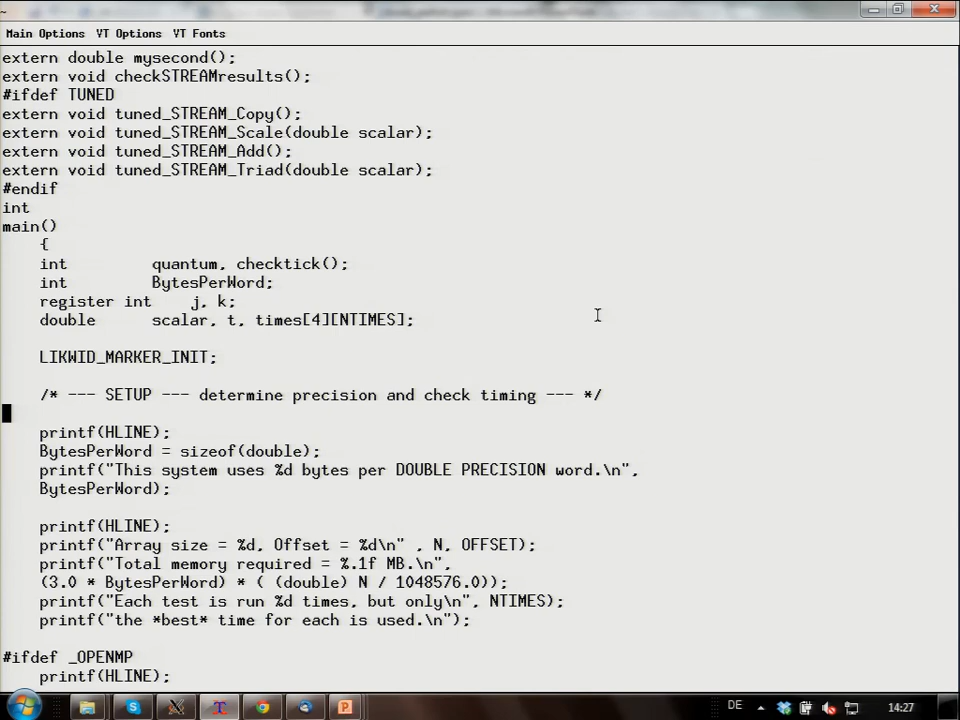 Main Options  VT Options  VT Fonts
extern double mysecond();
extern void checkSTREAMresults();
#ifdef TUNED
extern void tuned_STREAM_Copy();
extern void tuned_STREAM_Scale(double scalar);
extern void tuned_STREAM_Add();
extern void tuned_STREAM_Triad(double scalar);
#endif
int
main()
    {
    int         quantum, checktick();
    int         BytesPerWord;
    register int    j, k;
    double      scalar, t, times[4][NTIMES];
    LIKWID_MARKER_INIT;
    /* --- SETUP --- determine precision and check timing --- */
    printf(HLINE);
    BytesPerWord = sizeof(double);
    printf("This system uses %d bytes per DOUBLE PRECISION word.\n",
    BytesPerWord);
    printf(HLINE);
    printf("Array size = %d, Offset = %d\n" , N, OFFSET);
    printf("Total memory required = %.1f MB.\n",
    (3.0 * BytesPerWord) * ( (double) N / 1048576.0));
    printf("Each test is run %d times, but only\n", NTIMES);
    printf("the *best* time for each is used.\n");
#ifdef _OPENMP
    printf(HLINE);
DE
14:27